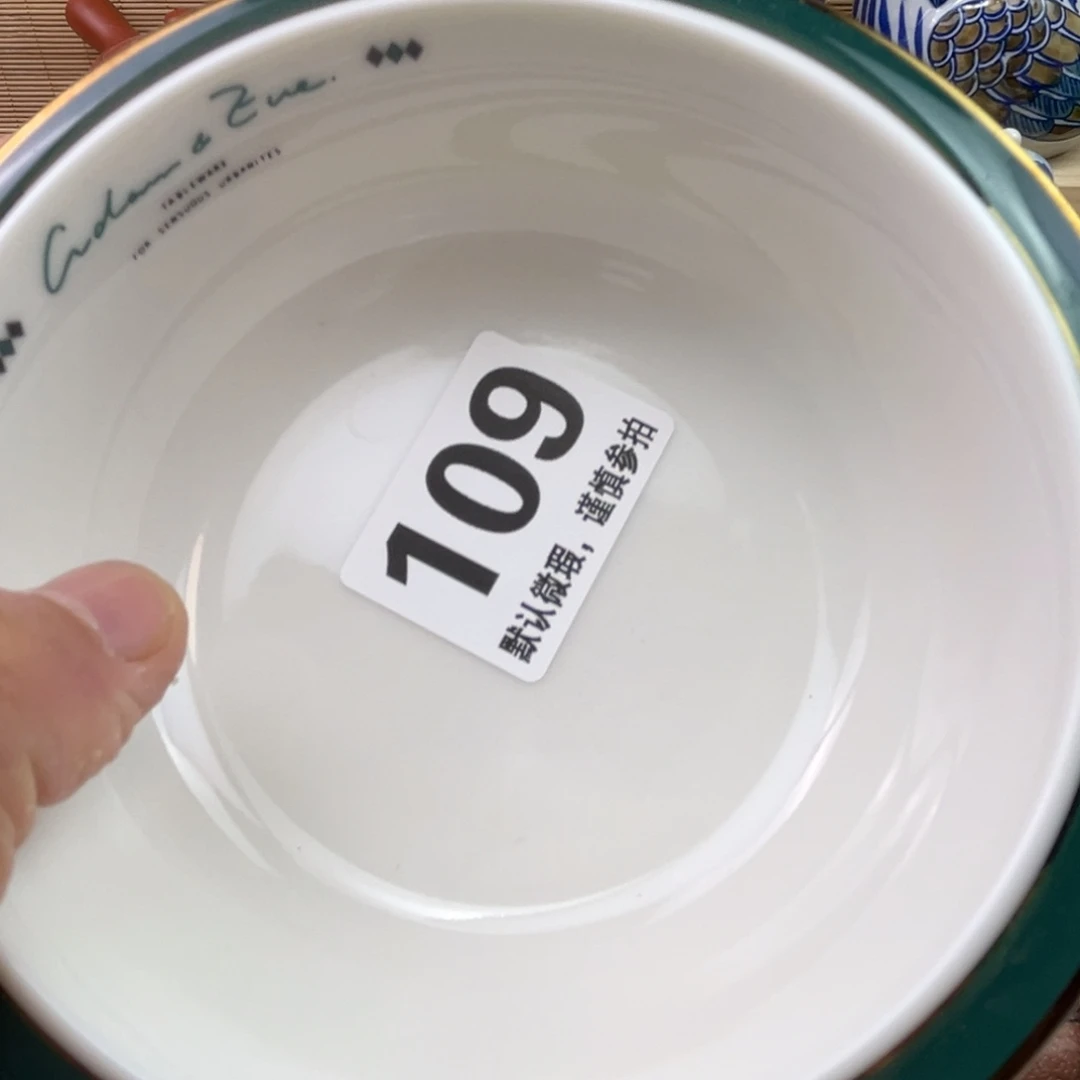 Adam & Eve.
TABLEWARE
FOR SENSUOUS URBANITES
109
默认微瑕，谨慎参拍